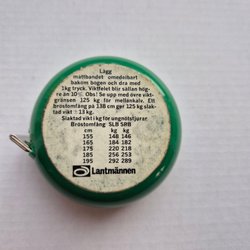 Lägg
måttbandet omedelbart
bakom bogen och dra med
1kg tryck. Viktfelet blir sällan hög-
re än 10% Obs! Se upp med övre vikt-
gränsen 125 kg för mellankalv. Ett
bröstomfång på 138 cm ger 125 kg slak-
tad vikt ± 13 kg.
Slaktad vikt i kg för ungnötstjurar
Bröstomfång SLB SRB
cm kg kg
155 148 146
165 184 182
175 220 218
185 256 253
195 292 289
Lantmännen